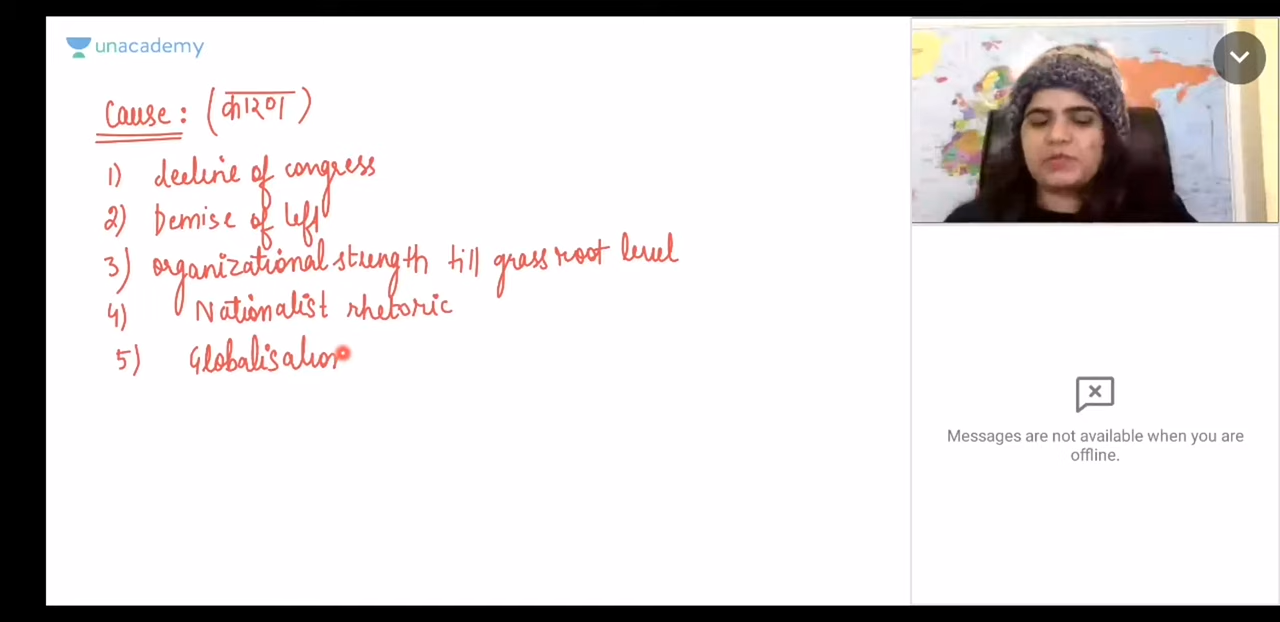 unacademy
Cause: (कारण)
1) decline of congress
2) Demise of left
3) organizational strength till grass root level
4) Nationalist rhetoric
5) Globalisation
Messages are not available when you are
offline.